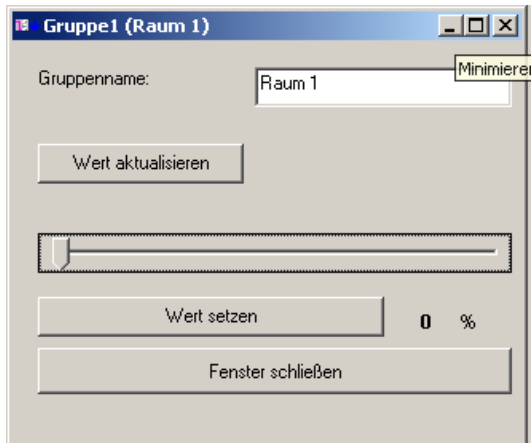 Gruppe1 (Raum 1)
Minimieren
Gruppenname:
Raum 1
Wert aktualisieren
Wert setzen
0 %
Fenster schließen